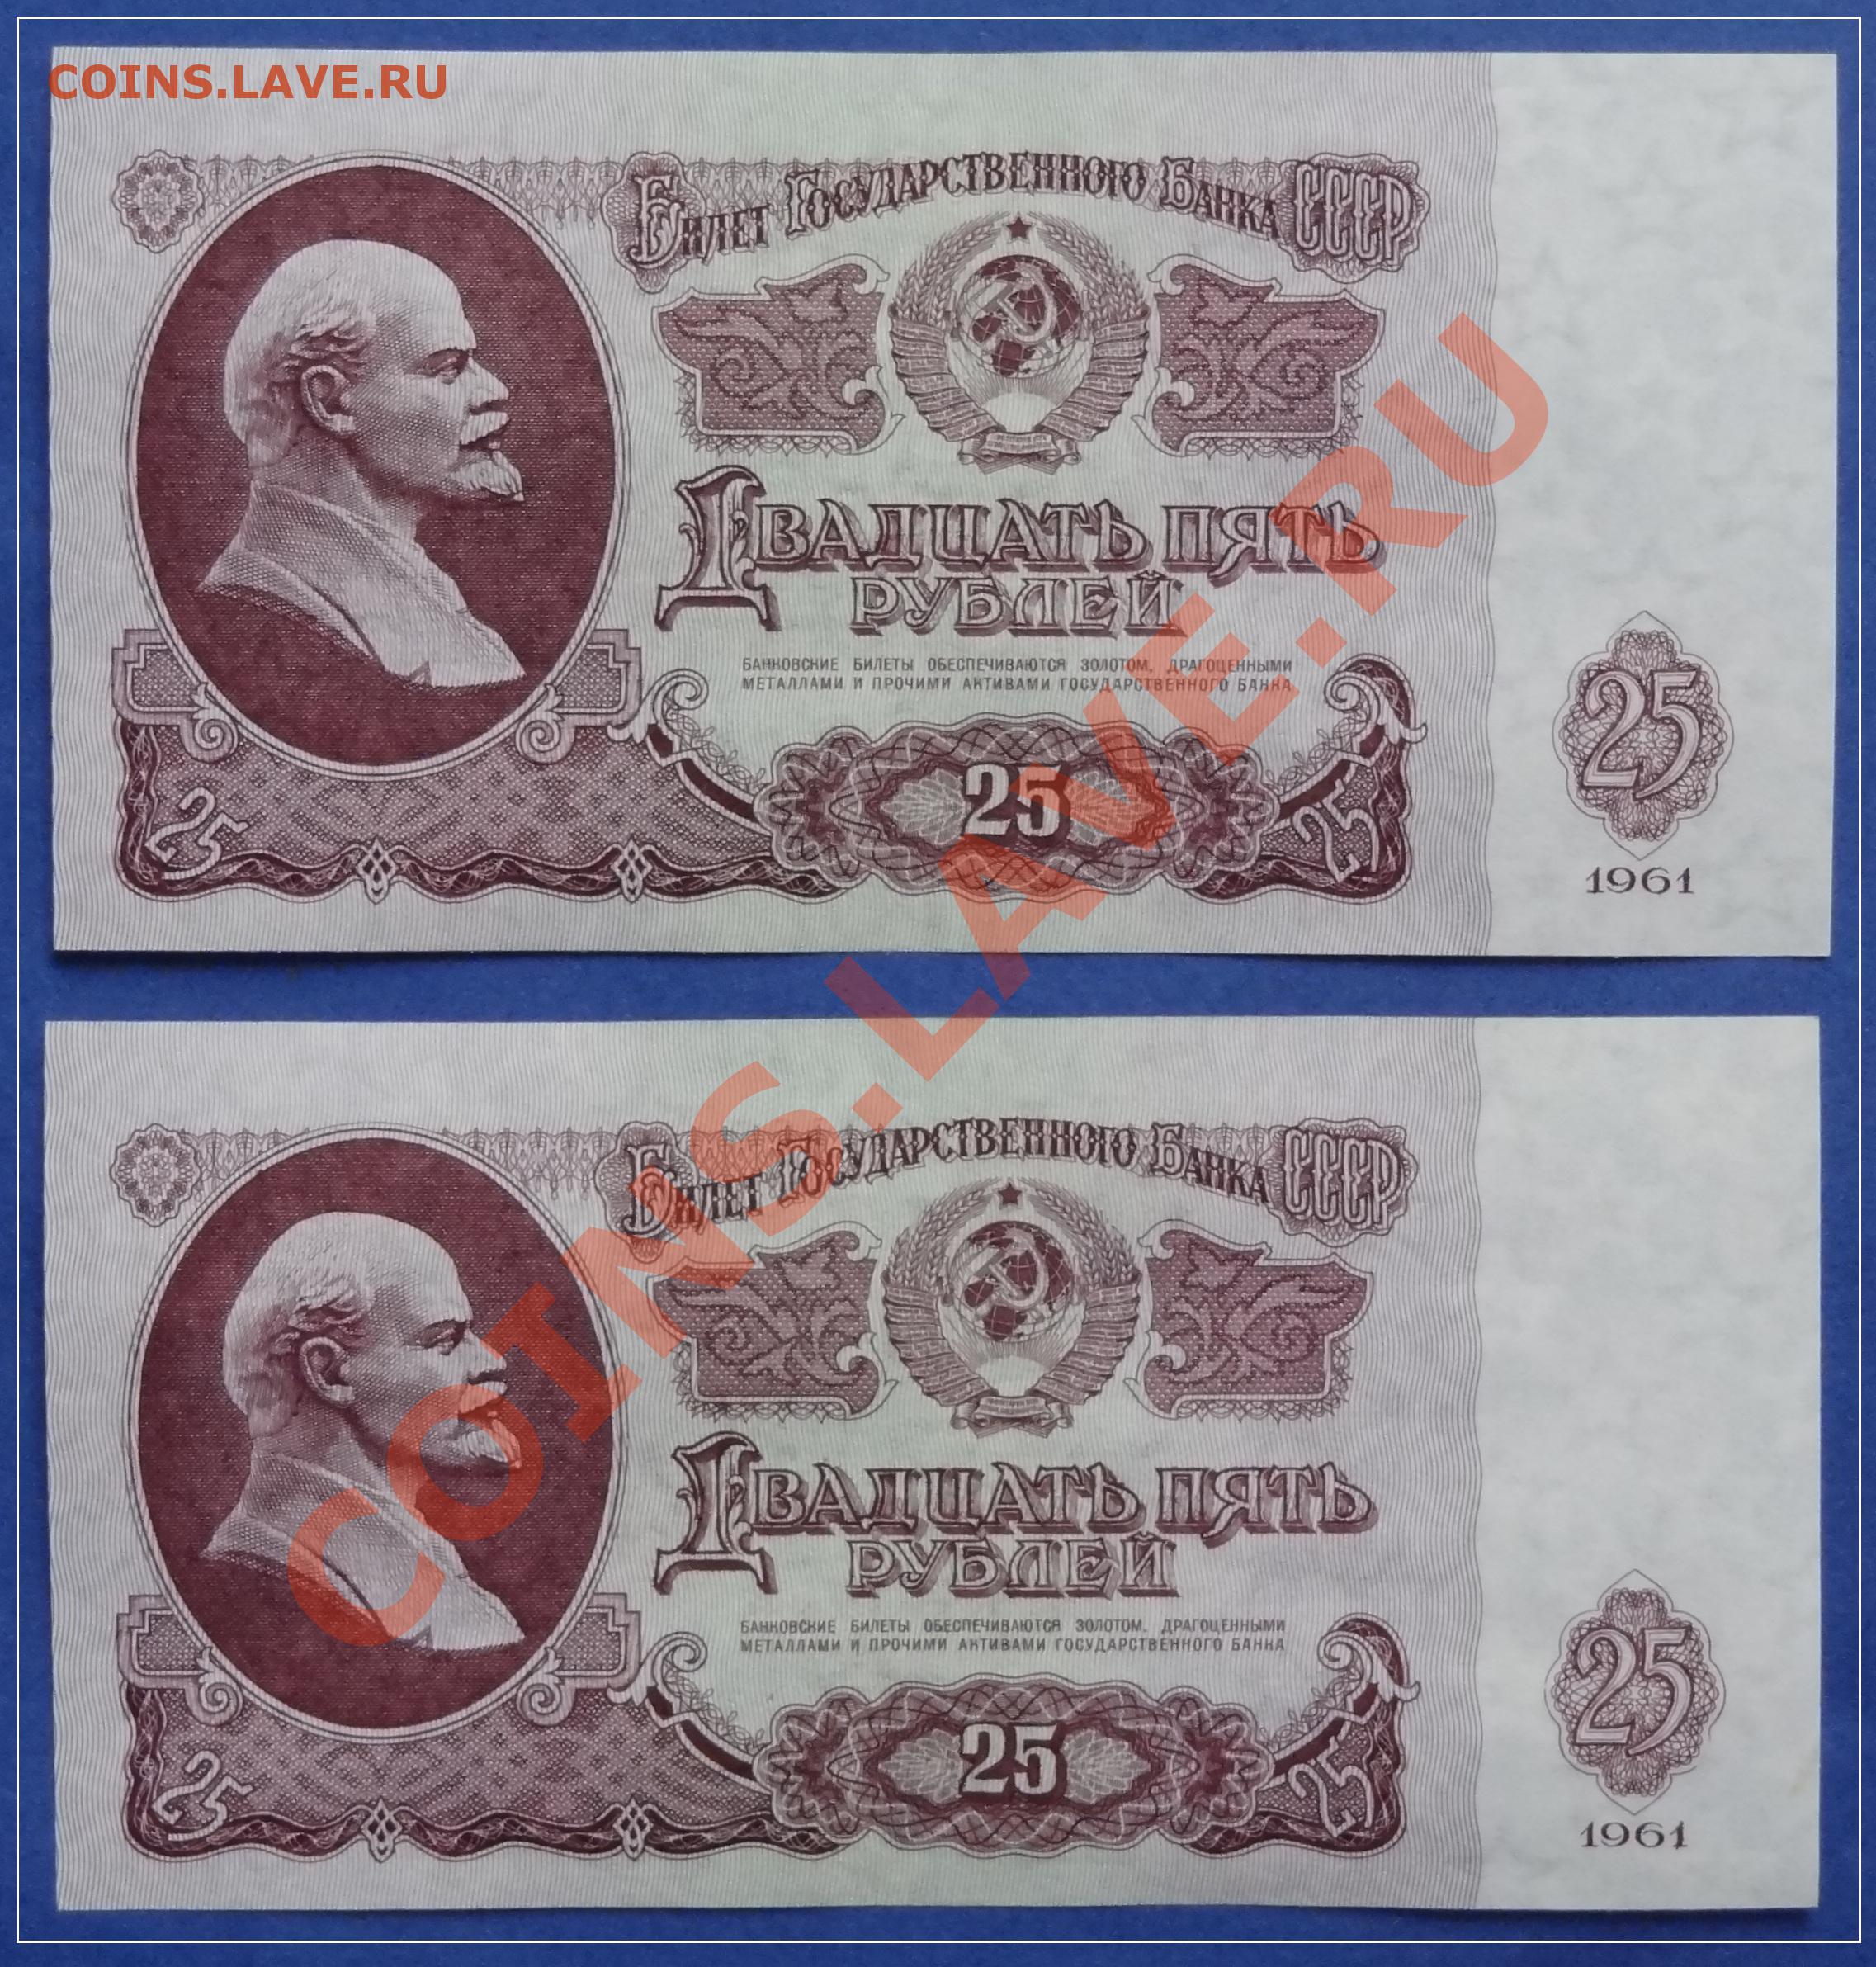 COINS.LAVE.RU
Билет Государственного Банка СССР
Двадцать пять
рублей
БАНКОВСКИЕ БИЛЕТЫ ОБЕСПЕЧИВАЮТСЯ ЗОЛОТОМ, ДРАГОЦЕННЫМИ
МЕТАЛЛАМИ И ПРОЧИМИ АКТИВАМИ ГОСУДАРСТВЕННОГО БАНКА
25
25
25
25
1961
COINS.LAVE.RU
Билет Государственного Банка СССР
Двадцать пять
рублей
БАНКОВСКИЕ БИЛЕТЫ ОБЕСПЕЧИВАЮТСЯ ЗОЛОТОМ, ДРАГОЦЕННЫМИ
МЕТАЛЛАМИ И ПРОЧИМИ АКТИВАМИ ГОСУДАРСТВЕННОГО БАНКА
25
25
25
25
1961